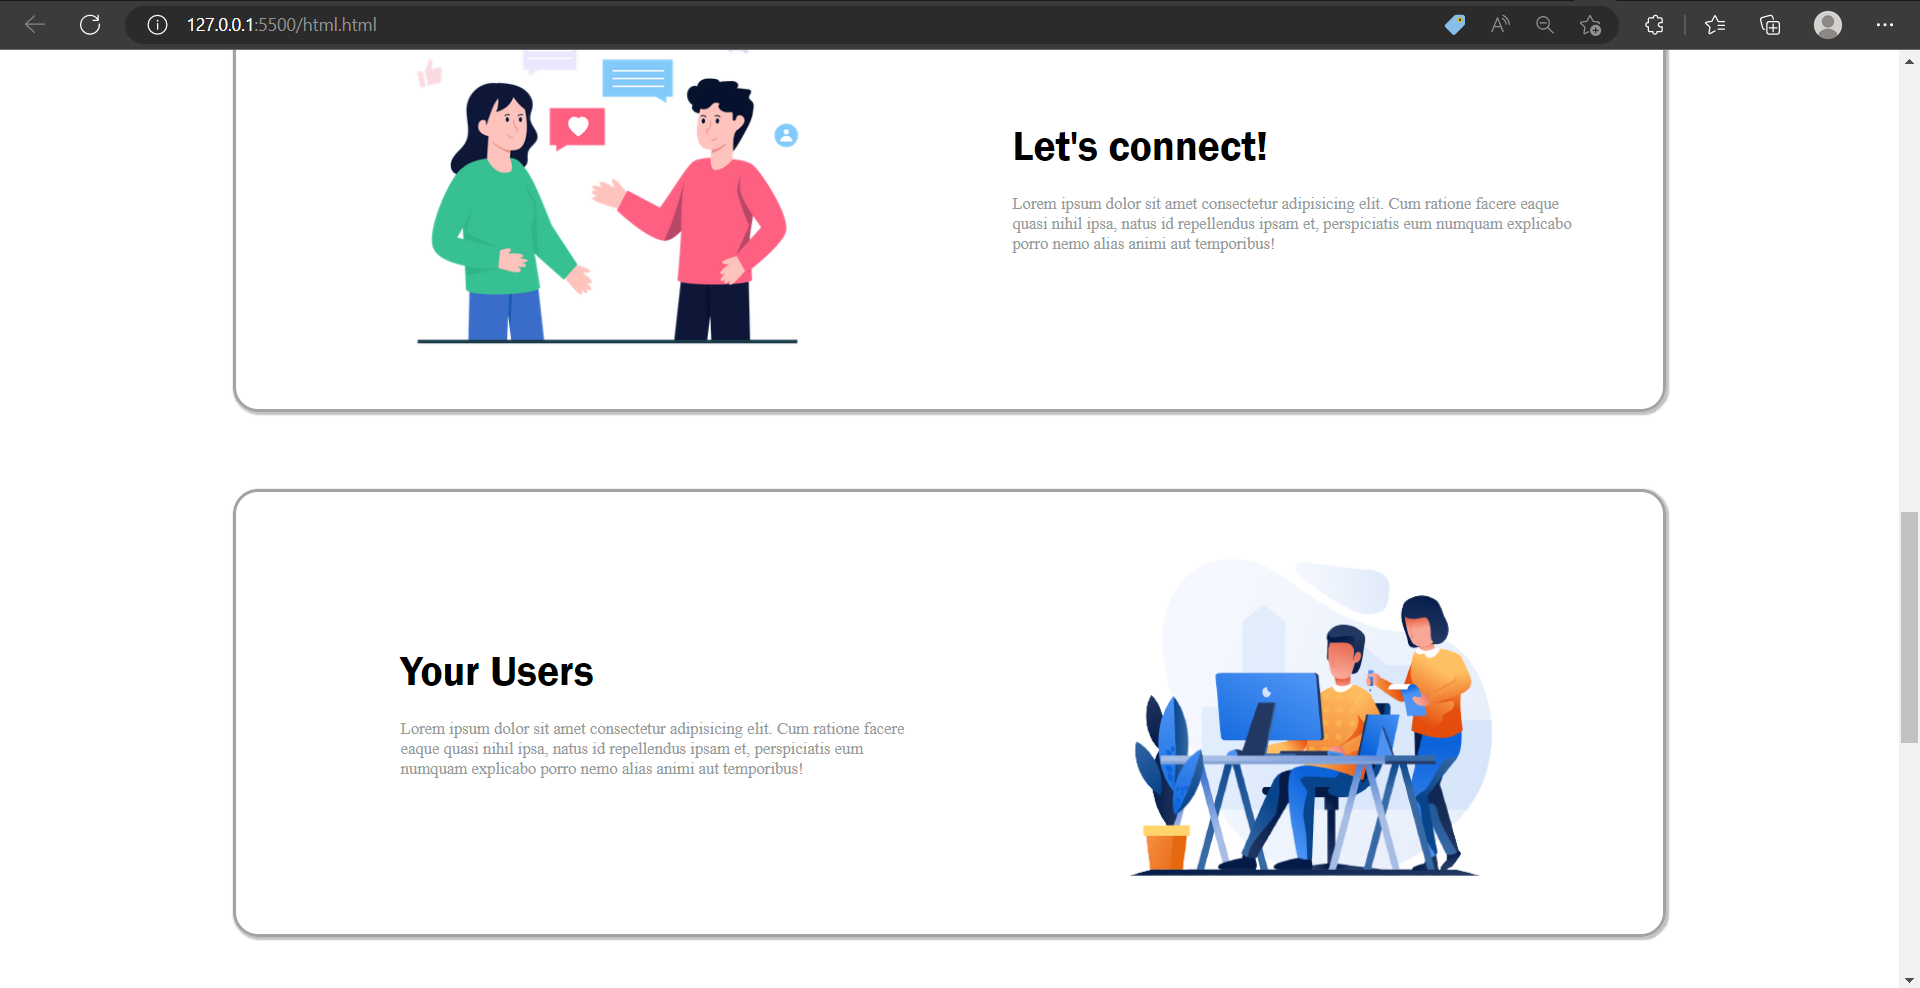 127.0.0.1:5500/html.html
Let's connect!
Lorem ipsum dolor sit amet consectetur adipisicing elit. Cum ratione facere eaque
quasi nihil ipsa, natus id repellendus ipsam et, perspiciatis eum numquam explicabo
porro nemo alias animi aut temporibus!
Your Users
Lorem ipsum dolor sit amet consectetur adipisicing elit. Cum ratione facere
eaque quasi nihil ipsa, natus id repellendus ipsam et, perspiciatis eum
numquam explicabo porro nemo alias animi aut temporibus!